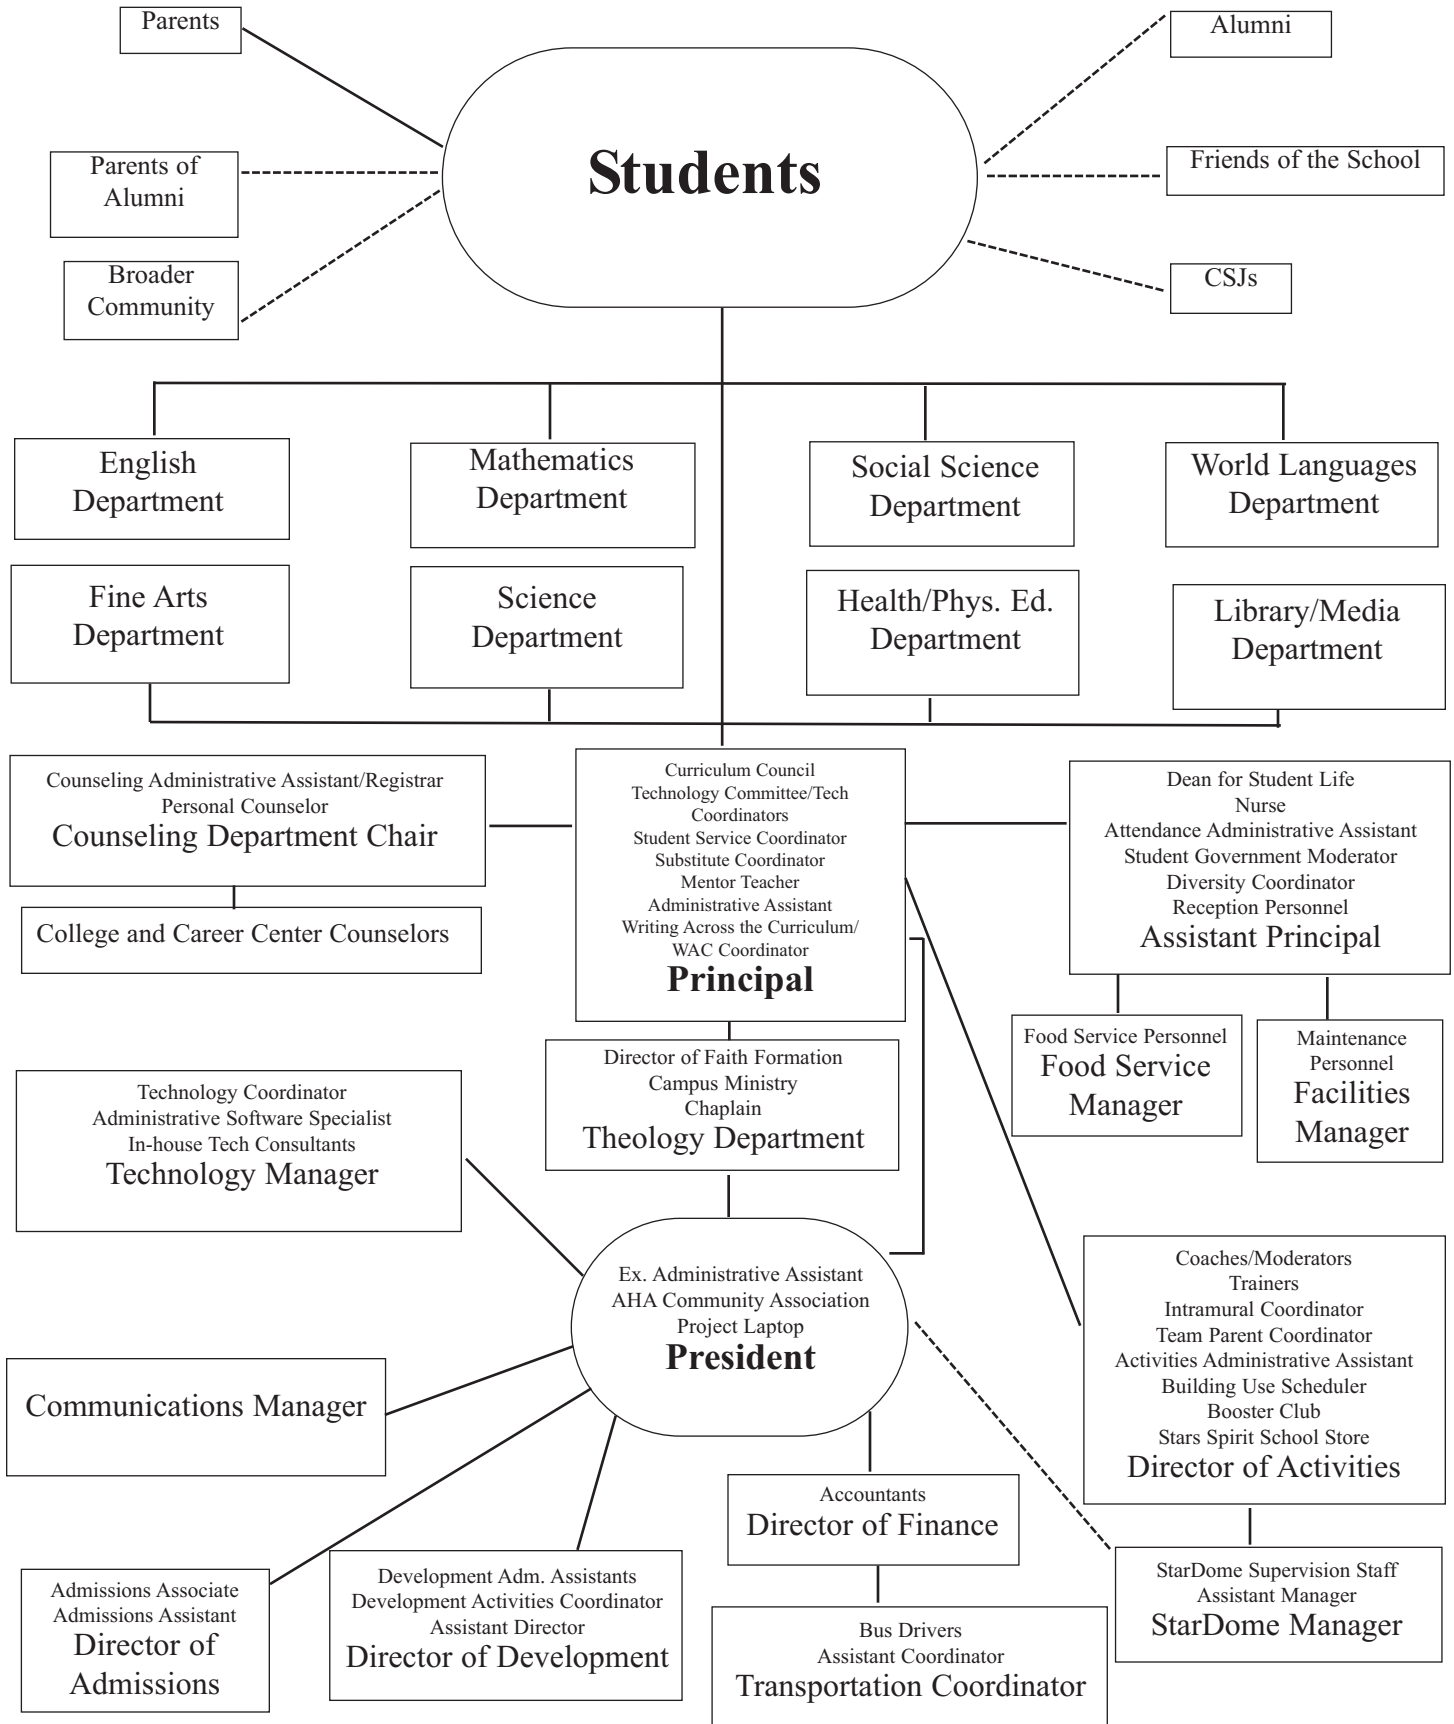 Parents
Alumni
Students
Parents of
Alumni
Friends of the School
Broader
Community
CSJs
English
Department
Mathematics
Department
Social Science
Department
World Languages
Department
Fine Arts
Department
Science
Department
Health/Phys. Ed.
Department
Library/Media
Department
Counseling Administrative Assistant/Registrar
Personal Counselor
Counseling Department Chair
College and Career Center Counselors
Curriculum Council
Technology Committee/Tech
Coordinators
Student Service Coordinator
Substitute Coordinator
Mentor Teacher
Administrative Assistant
Writing Across the Curriculum/
WAC Coordinator
Principal
Dean for Student Life
Nurse
Attendance Administrative Assistant
Student Government Moderator
Diversity Coordinator
Reception Personnel
Assistant Principal
Food Service Personnel
Food Service
Manager
Maintenance
Personnel
Facilities
Manager
Director of Faith Formation
Campus Ministry
Chaplain
Theology Department
Technology Coordinator
Administrative Software Specialist
In-house Tech Consultants
Technology Manager
Ex. Administrative Assistant
AHA Community Association
Project Laptop
President
Coaches/Moderators
Trainers
Intramural Coordinator
Team Parent Coordinator
Activities Administrative Assistant
Building Use Scheduler
Booster Club
Stars Spirit School Store
Director of Activities
Communications Manager
Accountants
Director of Finance
StarDome Supervision Staff
Assistant Manager
StarDome Manager
Admissions Associate
Admissions Assistant
Director of
Admissions
Development Adm. Assistants
Development Activities Coordinator
Assistant Director
Director of Development
Bus Drivers
Assistant Coordinator
Transportation Coordinator